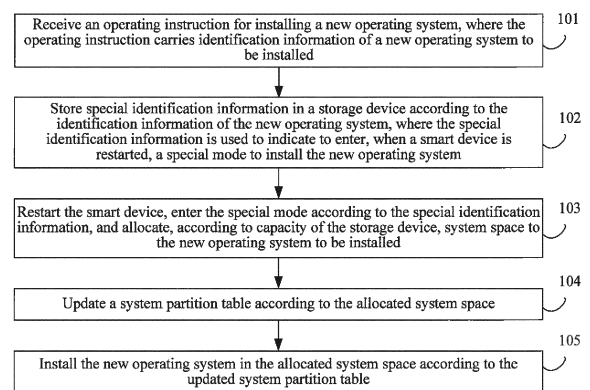 Receive an operating instruction for installing a new operating system, where the
operating instruction carries identification information of a new operating system to
be installed
101
Store special identification information in a storage device according to the
identification information of the new operating system, where the special
identification information is used to indicate to enter, when a smart device is
restarted, a special mode to install the new operating system
102
Restart the smart device, enter the special mode according to the special identification
information, and allocate, according to capacity of the storage device, system space to
the new operating system to be installed
103
Update a system partition table according to the allocated system space
104
Install the new operating system in the allocated system space according to the
updated system partition table
105